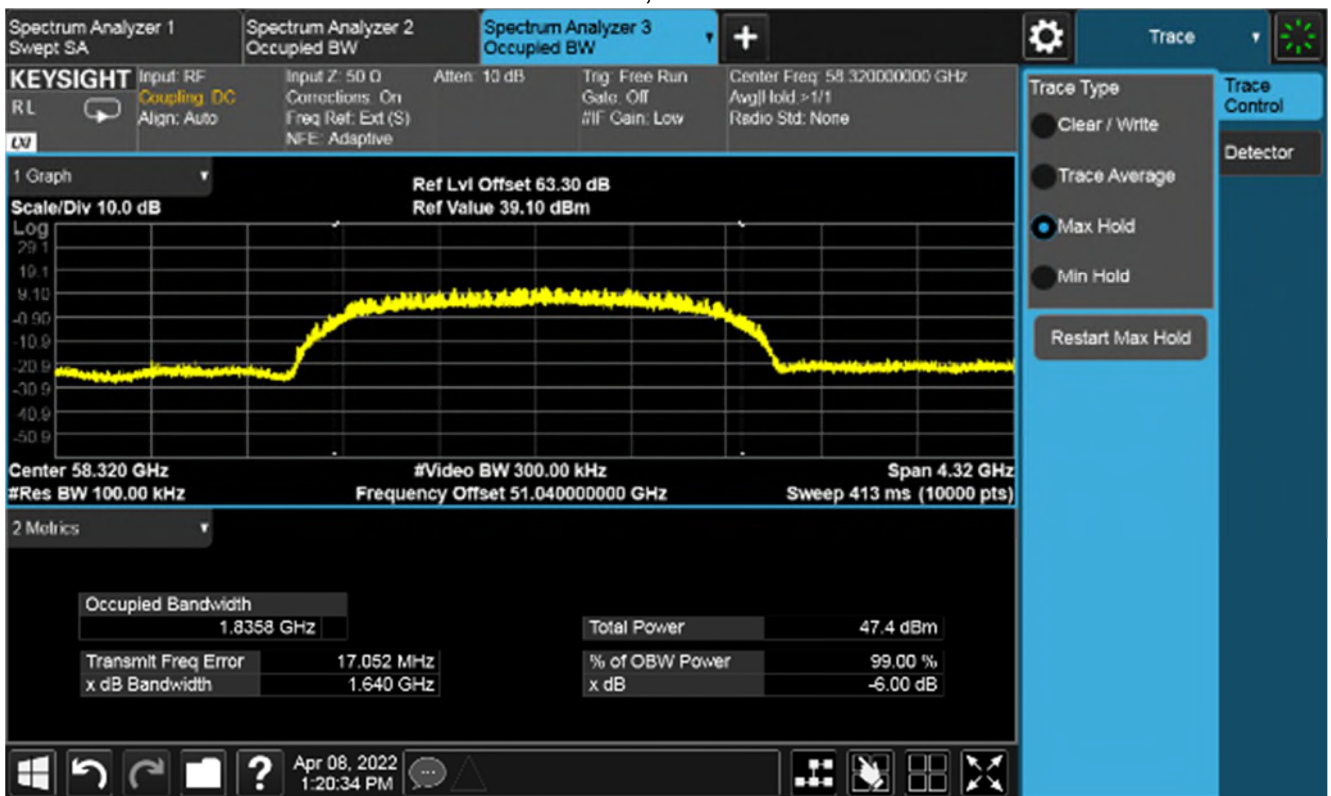 Spectrum Analyzer 1
Swept SA
Spectrum Analyzer 2
Occupied BW
Spectrum Analyzer 3
Occupied BW
Trace
KEYSIGHT
RL
LXI
Input: RF
Coupling: DC
Align: Auto
Input Z: 50 Ω
Corrections: On
Freq Ref: Ext (S)
NFE: Adaptive
Atten: 10 dB
Trig: Free Run
Gate: Off
#IF Gain: Low
Center Freq: 58.320000000 GHz
Avg|Hold:>1/1
Radio Std: None
Trace Type
Clear / Write
Trace Average
Max Hold
Min Hold
Restart Max Hold
Trace
Control
Detector
1 Graph
Scale/Div 10.0 dB
Ref Lvl Offset 63.30 dB
Ref Value 39.10 dBm
Log
29.1
19.1
9.10
-0.90
-10.9
-20.9
-30.9
-40.9
-50.9
Center 58.320 GHz
#Res BW 100.00 kHz
#Video BW 300.00 kHz
Frequency Offset 51.040000000 GHz
Span 4.32 GHz
Sweep 413 ms (10000 pts)
2 Metrics
Occupied Bandwidth
1.8358 GHz
Total Power 47.4 dBm
Transmit Freq Error 17.052 MHz
% of OBW Power 99.00 %
x dB Bandwidth 1.640 GHz
x dB -6.00 dB
?
Apr 08, 2022
1:20:34 PM